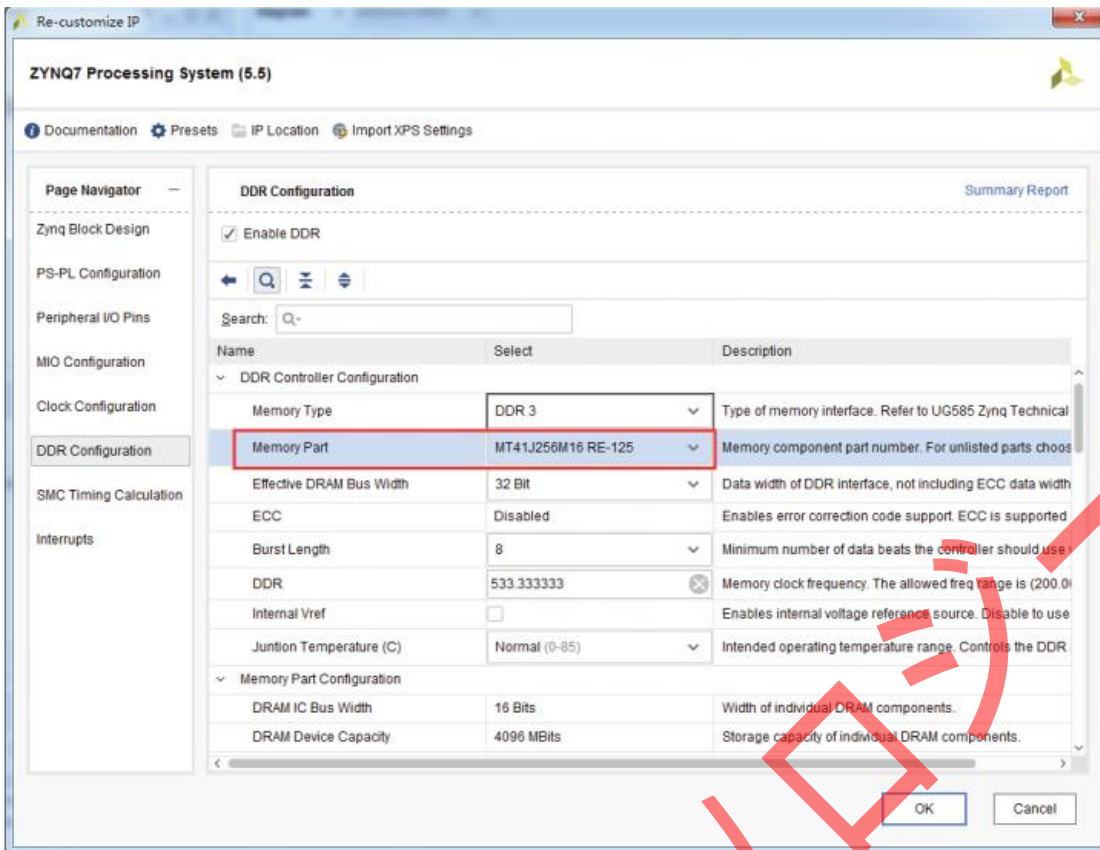 Re-customize IP
ZYNQ7 Processing System (5.5)
Documentation Presets IP Location Import XPS Settings
Page Navigator
Zynq Block Design
PS-PL Configuration
Peripheral I/O Pins
MIO Configuration
Clock Configuration
DDR Configuration
SMC Timing Calculation
Interrupts
DDR Configuration Summary Report
Enable DDR
Search:
Name Select Description
DDR Controller Configuration
Memory Type DDR 3 Type of memory interface. Refer to UG585 Zynq Technical
Memory Part MT41J256M16 RE-125 Memory component part number. For unlisted parts choos
Effective DRAM Bus Width 32 Bit Data width of DDR interface, not including ECC data width
ECC Disabled Enables error correction code support. ECC is supported
Burst Length 8 Minimum number of data beats the controller should use
DDR 533.333333 Memory clock frequency. The allowed freq range is (200.0
Internal Vref Enables internal voltage reference source. Disable to use
Juntion Temperature (C) Normal (0-85) Intended operating temperature range. Controls the DDR
Memory Part Configuration
DRAM IC Bus Width 16 Bits Width of individual DRAM components.
DRAM Device Capacity 4096 MBits Storage capacity of individual DRAM components.
OK Cancel
ロジ